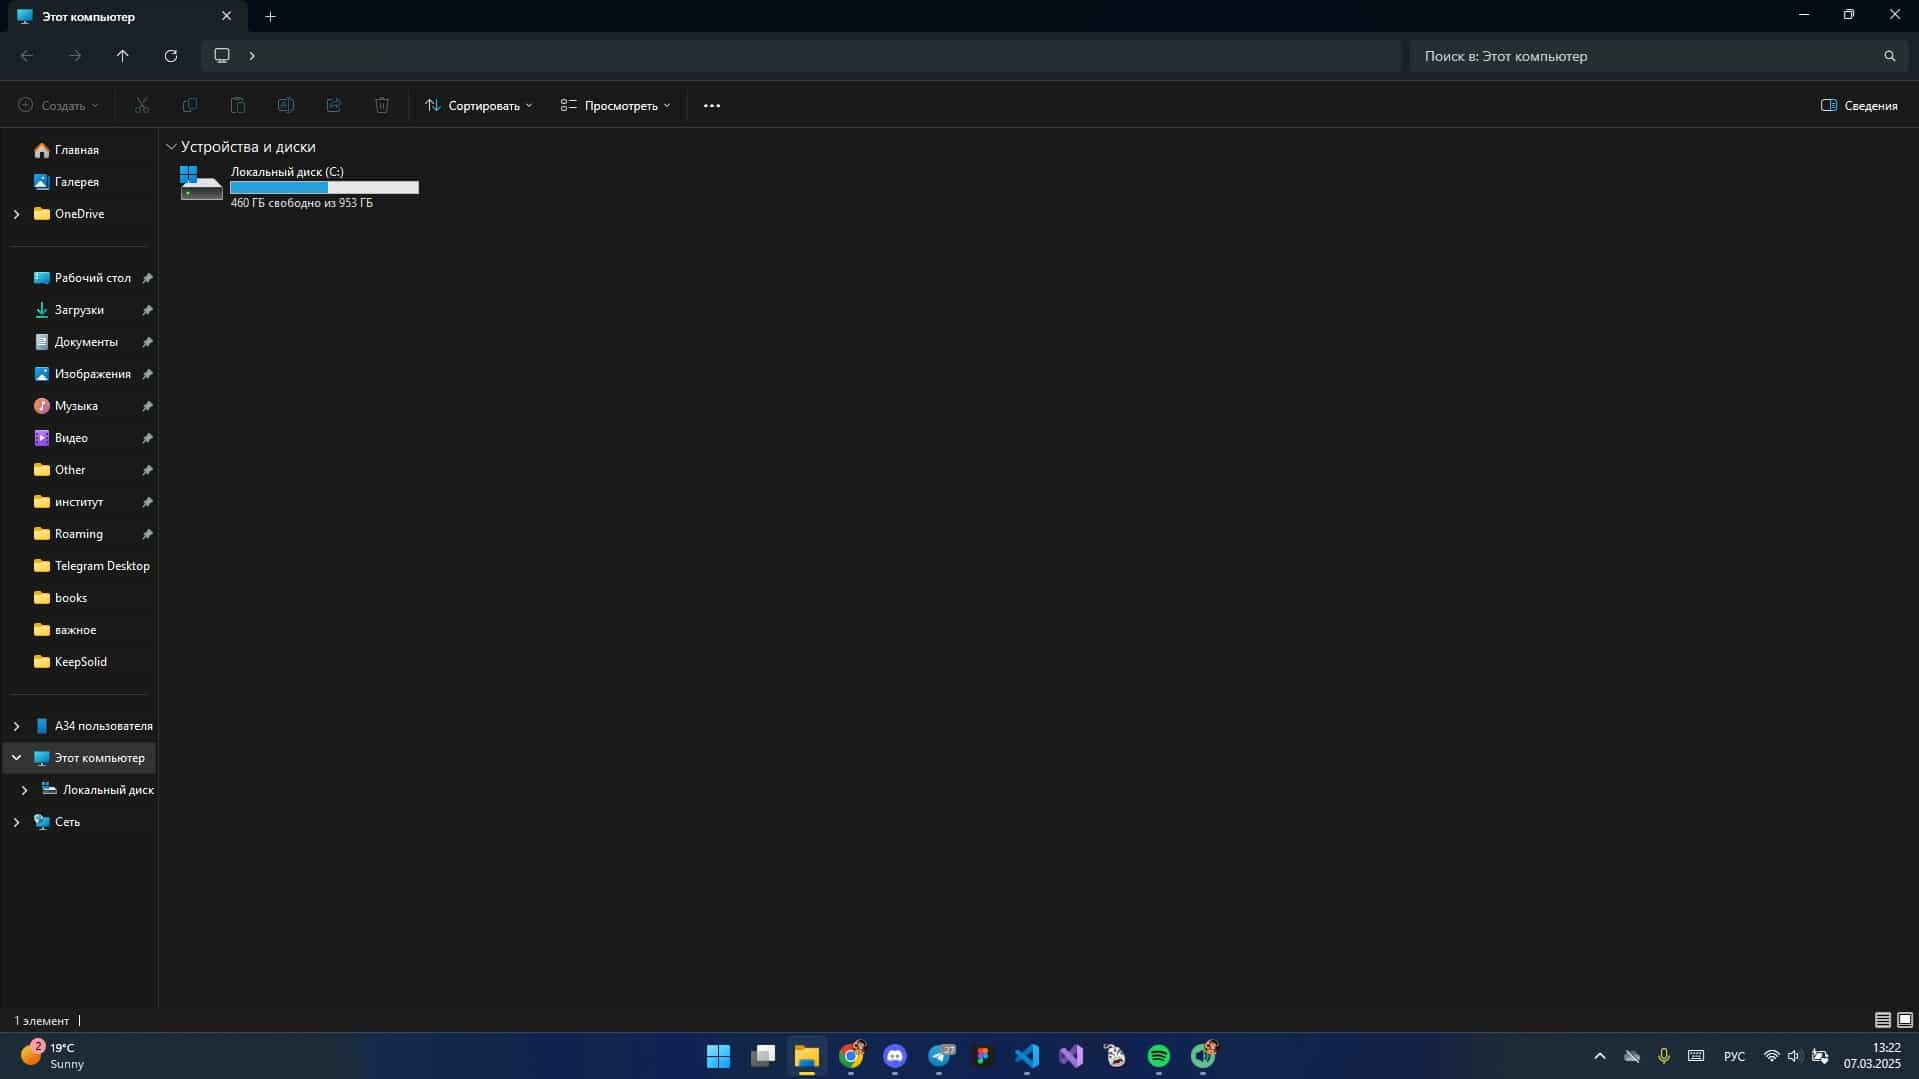 Этот компьютер
Поиск в: Этот компьютер
Создать
Сортировать
Просмотреть
Сведения
Главная
Галерея
OneDrive
Рабочий стол
Загрузки
Документы
Изображения
Музыка
Видео
Other
институт
Roaming
Telegram Desktop
books
важное
KeepSolid
A34 пользователя
Этот компьютер
Локальный диск
Сеть
Устройства и диски
Локальный диск (C:)
460 ГБ свободно из 953 ГБ
1 элемент
2
19°C
Sunny
27
РУС
13:22
07.03.2025